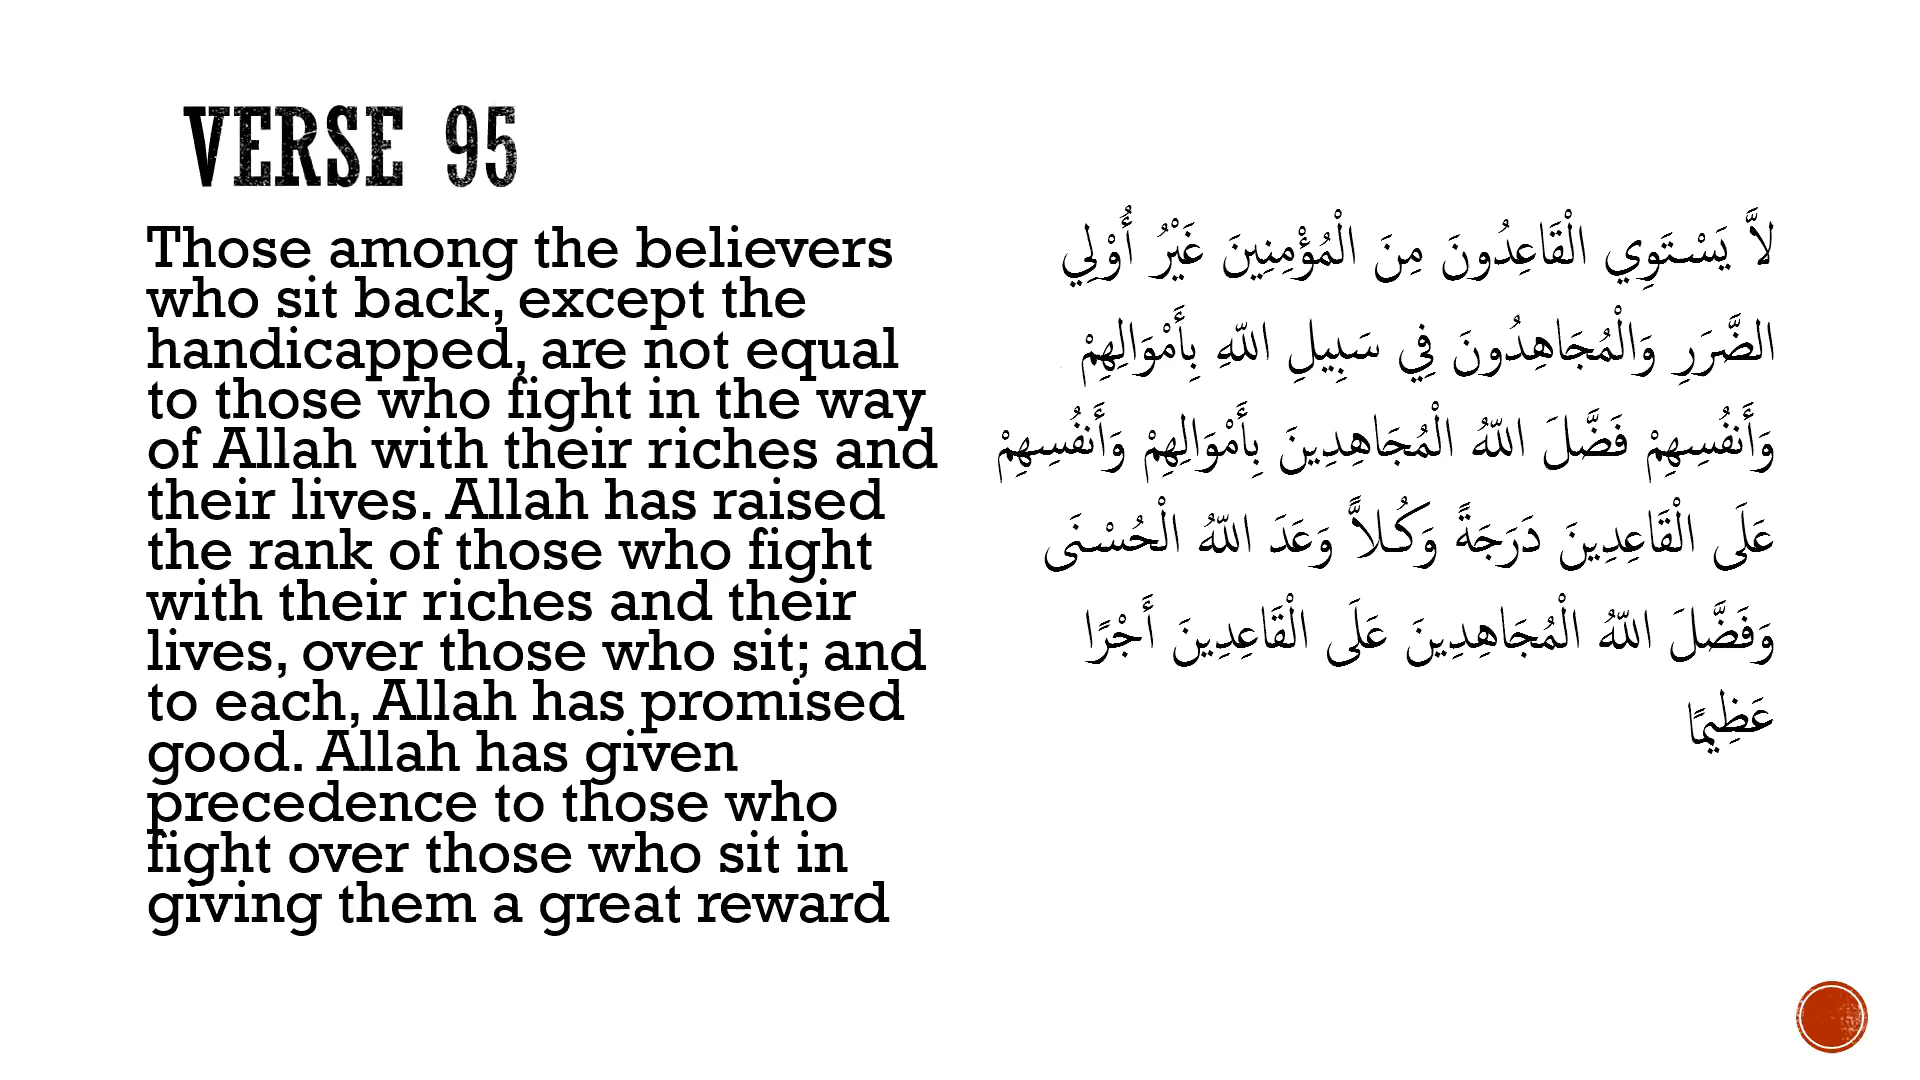 VERSE 95
Those among the believers
who sit back, except the
handicapped, are not equal
to those who fight in the way
of Allah with their riches and
their lives. Allah has raised
the rank of those who fight
with their riches and their
lives, over those who sit; and
to each, Allah has promised
good. Allah has given
precedence to those who
fight over those who sit in
giving them a great reward
لاَّ يَسْتَوِي الْقَاعِدُونَ مِنَ الْمُؤْمِنِينَ غَيْرُ أُوْلِي
الضَّرَرِ وَالْمُجَاهِدُونَ فِي سَبِيلِ اللّهِ بِأَمْوَالِهِمْ
وَأَنفُسِهِمْ فَضَّلَ اللّهُ الْمُجَاهِدِينَ بِأَمْوَالِهِمْ وَأَنفُسِهِمْ
عَلَى الْقَاعِدِينَ دَرَجَةً وَكُـلاًّ وَعَدَ اللّهُ الْحُسْنَى
وَفَضَّلَ اللّهُ الْمُجَاهِدِينَ عَلَى الْقَاعِدِينَ أَجْرًا
عَظِيمًا